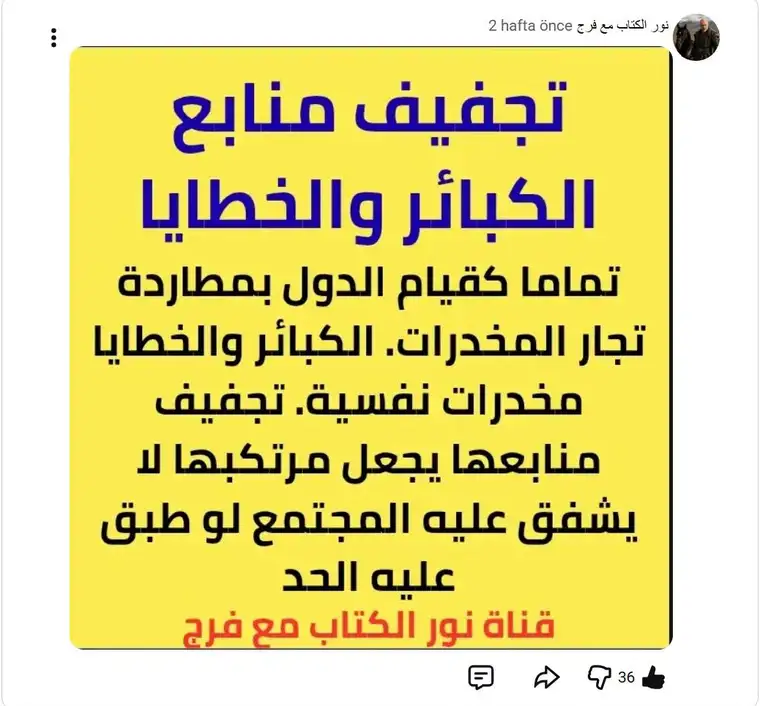 نور الكتاب مع فرج 2 hafta önce
تجفيف منابع
الكبائر والخطايا
تماما كقيام الدول بمطاردة
تجار المخدرات. الكبائر والخطايا
مخدرات نفسية. تجفيف
منابعها يجعل مرتكبها لا
يشفق عليه المجتمع لو طبق
عليه الحد
قناة نور الكتاب مع فرج
36